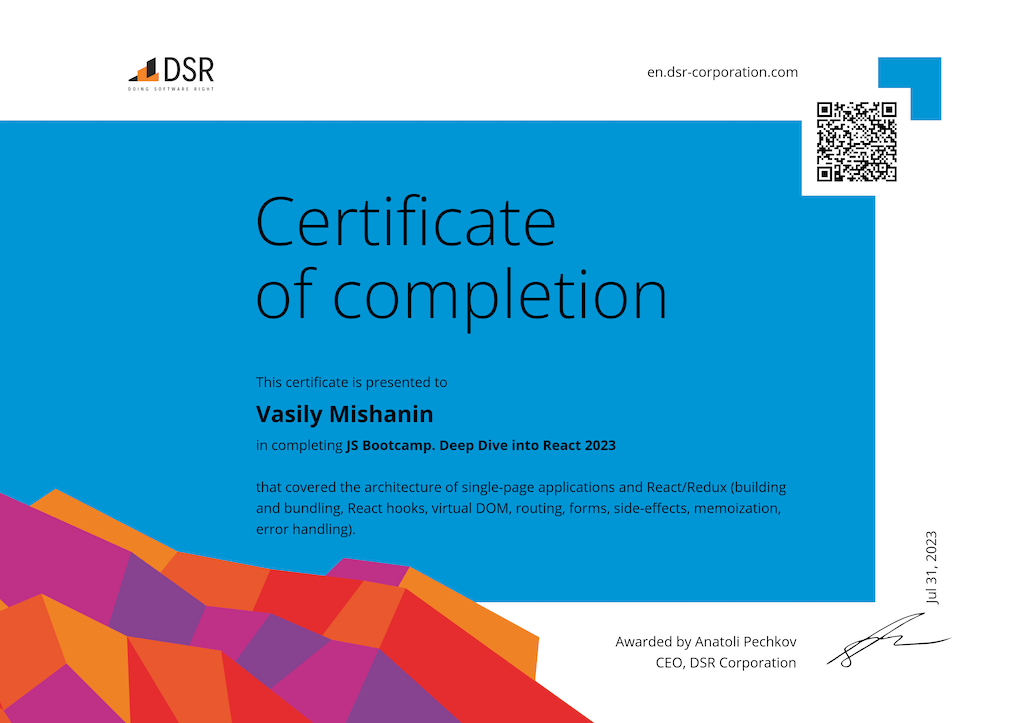 DSR
DOING SOFTWARE RIGHT
en.dsr-corporation.com
Certificate
of completion
This certificate is presented to
Vasily Mishanin
in completing JS Bootcamp. Deep Dive into React 2023
that covered the architecture of single-page applications and React/Redux (building
and bundling, React hooks, virtual DOM, routing, forms, side-effects, memoization,
error handling).
Jul 31, 2023
Awarded by Anatoli Pechkov
CEO, DSR Corporation